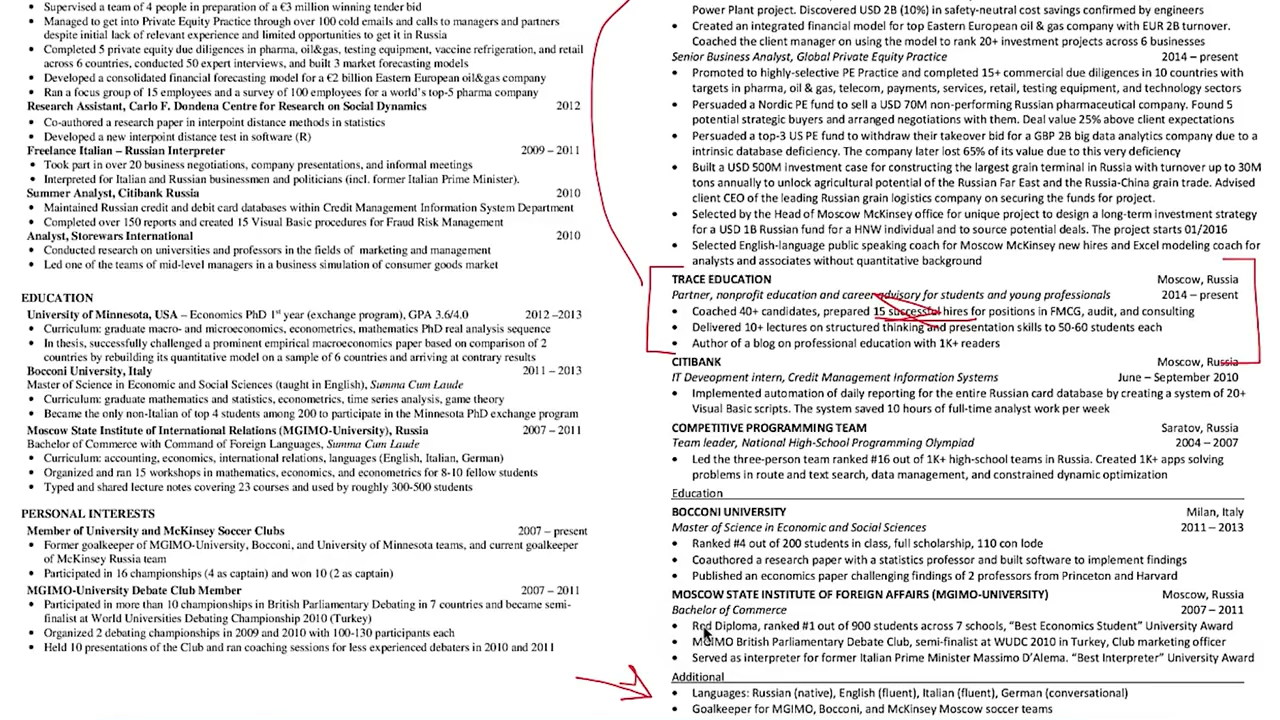 • Supervised a team of 4 people in preparation of a €3 million winning tender bid
• Managed to get into Private Equity Practice through over 100 cold emails and calls to managers and partners
despite initial lack of relevant experience and limited opportunities to get it in Russia
• Completed 5 private equity due diligences in pharma, oil&gas, testing equipment, vaccine refrigeration, and retail
across 6 countries, conducted 50 expert interviews, and built 3 market forecasting models
• Developed a consolidated financial forecasting model for a €2 billion Eastern European oil&gas company
• Ran a focus group of 15 employees and a survey of 100 employees for a world's top-5 pharma company
Research Assistant, Carlo F. Dondena Centre for Research on Social Dynamics 2012
• Co-authored a research paper in interpoint distance methods in statistics
• Developed a new interpoint distance test in software (R)
Freelance Italian – Russian Interpreter 2009 – 2011
• Took part in over 20 business negotiations, company presentations, and informal meetings
• Interpreted for Italian and Russian businessmen and politicians (incl. former Italian Prime Minister).
Summer Analyst, Citibank Russia 2010
• Maintained Russian credit and debit card databases within Credit Management Information System Department
• Completed over 150 reports and created 15 Visual Basic procedures for Fraud Risk Management
Analyst, Storewars International 2010
• Conducted research on universities and professors in the fields of marketing and management
• Led one of the teams of mid-level managers in a business simulation of consumer goods market
EDUCATION
University of Minnesota, USA – Economics PhD 1st year (exchange program), GPA 3.6/4.0 2012 –2013
• Curriculum: graduate macro- and microeconomics, econometrics, mathematics PhD real analysis sequence
• In thesis, successfully challenged a prominent empirical macroeconomics paper based on comparison of 2
countries by rebuilding its quantitative model on a sample of 6 countries and arriving at contrary results
Bocconi University, Italy 2011 – 2013
Master of Science in Economic and Social Sciences (taught in English), Summa Cum Laude
• Curriculum: graduate mathematics and statistics, econometrics, time series analysis, game theory
• Became the only non-Italian of top 4 students among 200 to participate in the Minnesota PhD exchange program
Moscow State Institute of International Relations (MGIMO-University), Russia 2007 – 2011
Bachelor of Commerce with Command of Foreign Languages, Summa Cum Laude
• Curriculum: accounting, economics, international relations, languages (English, Italian, German)
• Organized and ran 15 workshops in mathematics, economics, and econometrics for 8-10 fellow students
• Typed and shared lecture notes covering 23 courses and used by roughly 300-500 students
PERSONAL INTERESTS
Member of University and McKinsey Soccer Clubs 2007 – present
• Former goalkeeper of MGIMO-University, Bocconi, and University of Minnesota teams, and current goalkeeper
of McKinsey Russia team
• Participated in 16 championships (4 as captain) and won 10 (2 as captain)
MGIMO-University Debate Club Member 2007 – 2011
• Participated in more than 10 championships in British Parliamentary Debating in 7 countries and became semi-
finalist at World Universities Debating Championship 2010 (Turkey)
• Organized 2 debating championships in 2009 and 2010 with 100-130 participants each
• Held 10 presentations of the Club and ran coaching sessions for less experienced debaters in 2010 and 2011
Power Plant project. Discovered USD 2B (10%) in safety-neutral cost savings confirmed by engineers
• Created an integrated financial model for top Eastern European oil & gas company with EUR 2B turnover.
Coached the client manager on using the model to rank 20+ investment projects across 6 businesses
Senior Business Analyst, Global Private Equity Practice 2014 – present
• Promoted to highly-selective PE Practice and completed 15+ commercial due diligences in 10 countries with
targets in pharma, oil & gas, telecom, payments, services, retail, testing equipment, and technology sectors
• Persuaded a Nordic PE fund to sell a USD 70M non-performing Russian pharmaceutical company. Found 5
potential strategic buyers and arranged negotiations with them. Deal value 25% above client expectations
• Persuaded a top-3 US PE fund to withdraw their takeover bid for a GBP 2B big data analytics company due to a
intrinsic database deficiency. The company later lost 65% of its value due to this very deficiency
• Built a USD 500M investment case for constructing the largest grain terminal in Russia with turnover up to 30M
tons annually to unlock agricultural potential of the Russian Far East and the Russia-China grain trade. Advised
client CEO of the leading Russian grain logistics company on securing the funds for project.
• Selected by the Head of Moscow McKinsey office for unique project to design a long-term investment strategy
for a USD 1B Russian fund for a HNW individual and to source potential deals. The project starts 01/2016
• Selected English-language public speaking coach for Moscow McKinsey new hires and Excel modeling coach for
analysts and associates without quantitative background
TRACE EDUCATION Moscow, Russia
Partner, nonprofit education and career advisory for students and young professionals 2014 – present
• Coached 40+ candidates, prepared 15 successful hires for positions in FMCG, audit, and consulting
• Delivered 10+ lectures on structured thinking and presentation skills to 50-60 students each
• Author of a blog on professional education with 1K+ readers
CITIBANK Moscow, Russia
IT Deveopment intern, Credit Management Information Systems June – September 2010
• Implemented automation of daily reporting for the entire Russian card database by creating a system of 20+
Visual Basic scripts. The system saved 10 hours of full-time analyst work per week
COMPETITIVE PROGRAMMING TEAM Saratov, Russia
Team leader, National High-School Programming Olympiad 2004 – 2007
• Led the three-person team ranked #16 out of 1K+ high-school teams in Russia. Created 1K+ apps solving
problems in route and text search, data management, and constrained dynamic optimization
Education
BOCCONI UNIVERSITY Milan, Italy
Master of Science in Economic and Social Sciences 2011 – 2013
• Ranked #4 out of 200 students in class, full scholarship, 110 con lode
• Coauthored a research paper with a statistics professor and built software to implement findings
• Published an economics paper challenging findings of 2 professors from Princeton and Harvard
MOSCOW STATE INSTITUTE OF FOREIGN AFFAIRS (MGIMO-UNIVERSITY) Moscow, Russia
Bachelor of Commerce 2007 – 2011
• Red Diploma, ranked #1 out of 900 students across 7 schools, “Best Economics Student” University Award
• MGIMO British Parliamentary Debate Club, semi-finalist at WUDC 2010 in Turkey, Club marketing officer
• Served as interpreter for former Italian Prime Minister Massimo D'Alema. “Best Interpreter” University Award
Additional
• Languages: Russian (native), English (fluent), Italian (fluent), German (conversational)
• Goalkeeper for MGIMO, Bocconi, and McKinsey Moscow soccer teams